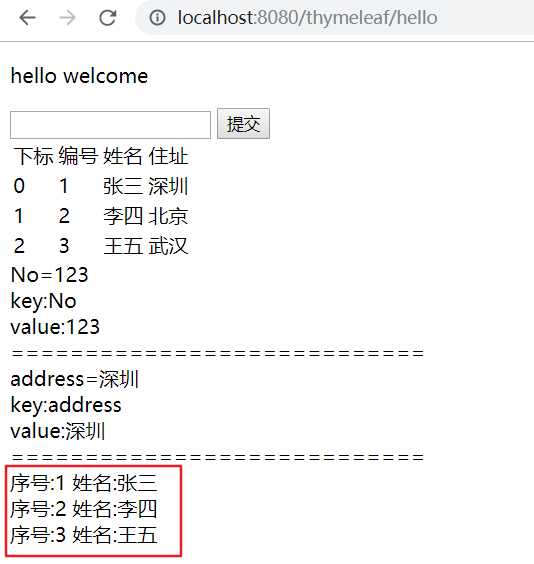 localhost:8080/thymeleaf/hello
hello welcome
提交
下标 编号 姓名 住址
0 1 张三 深圳
1 2 李四 北京
2 3 王五 武汉
No=123
key:No
value:123
============================
address=深圳
key:address
value:深圳
============================
序号:1 姓名:张三
序号:2 姓名:李四
序号:3 姓名:王五